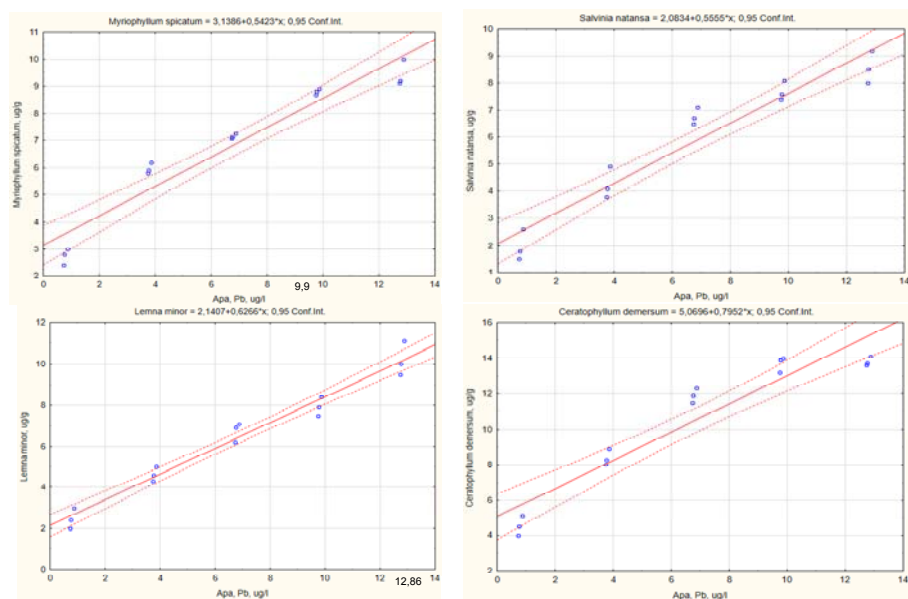 Myriophyllum spicatum = 3,1386+0,5423*x; 0,95 Conf.Int.
11
10
9
8
7
6
5
4
3
2
Myriophyllum spicatum, ug/g
0 2 4 6 8 10 12 14
9,9
Apa, Pb, ug/l
Salvinia natansa = 2,0834+0,5555*x; 0,95 Conf.Int.
10
9
8
7
6
5
4
3
2
1
Salvinia natansa, ug/g
0 2 4 6 8 10 12 14
Apa, Pb, ug/l
Lemna minor = 2,1407+0,6266*x; 0,95 Conf.Int.
12
10
8
6
4
2
0
Lemna minor, ug/g
0 2 4 6 8 10 12 14
12,86
Apa, Pb, ug/l
Ceratophyllum demersum = 5,0696+0,7952*x; 0,95 Conf.Int.
16
14
12
10
8
6
4
2
Ceratophyllum demersum, ug/g
0 2 4 6 8 10 12 14
Apa, Pb, ug/l